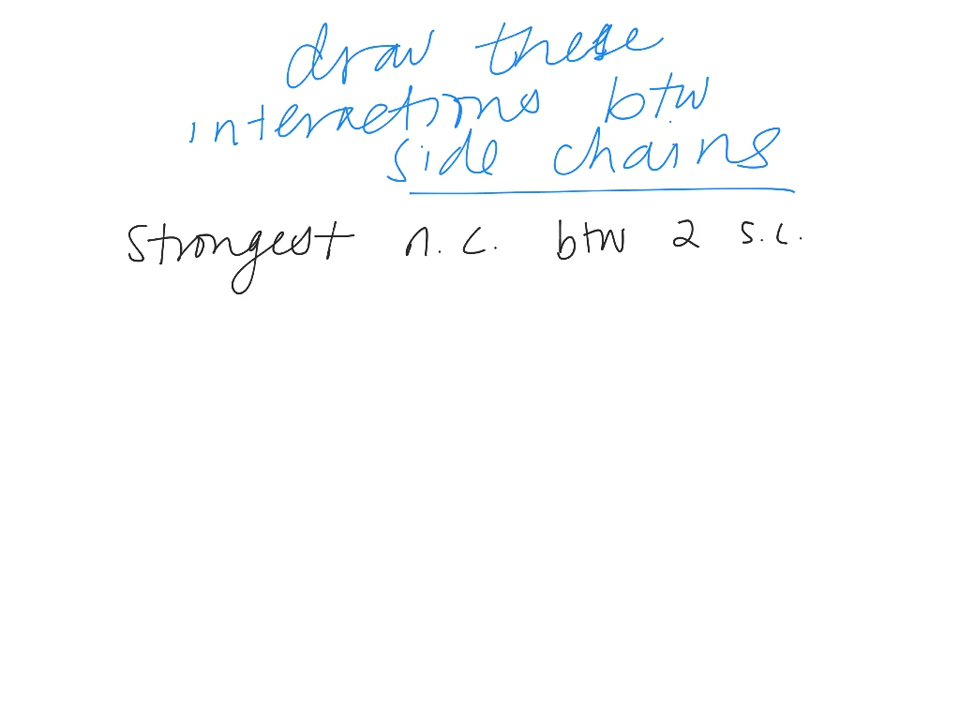 draw these
interactions btw
side chains
strongest n.c. btw 2 s.c.